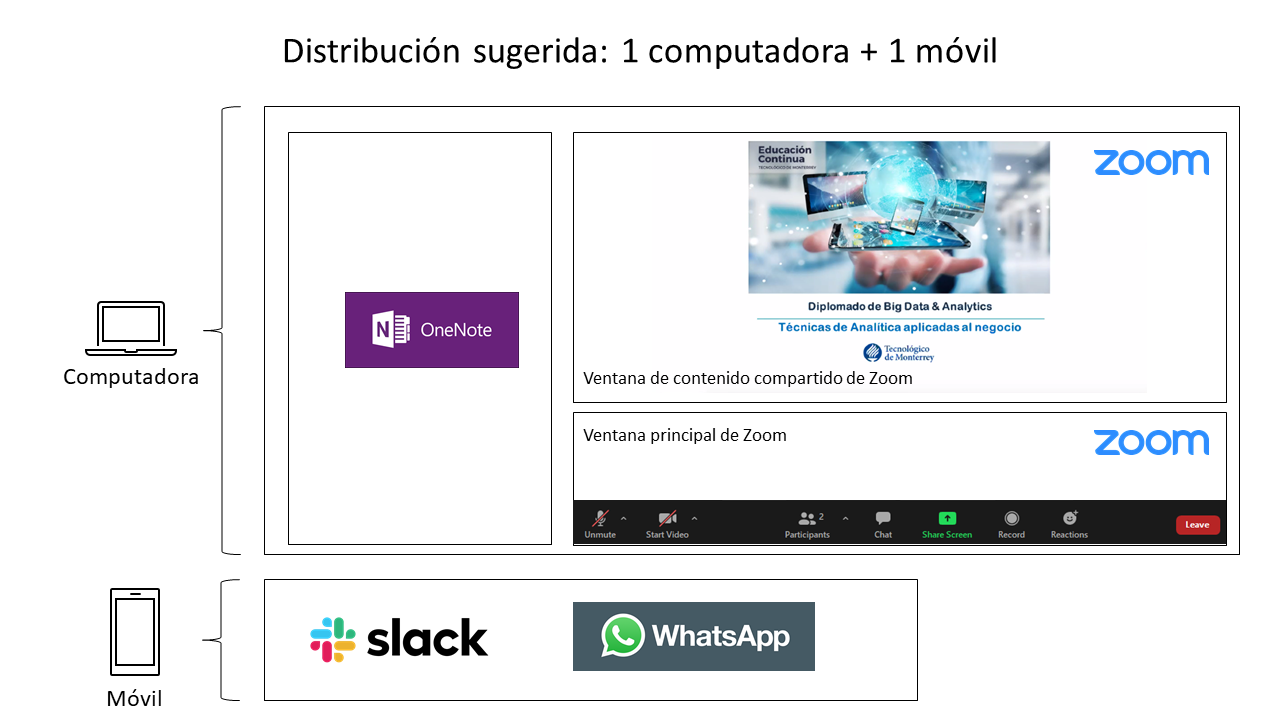 Distribución sugerida: 1 computadora + 1 móvil
Computadora
N OneNote
Educación
Continua
TECNOLÓGICO DE MONTERREY
zoom
Diplomado de Big Data & Analytics
Técnicas de Analítica aplicadas al negocio
Tecnológico
de Monterrey
Ventana de contenido compartido de Zoom
Ventana principal de Zoom
zoom
Unmute
Start Video
2
Participants
Chat
Share Screen
Record
Reactions
Leave
Móvil
slack
WhatsApp